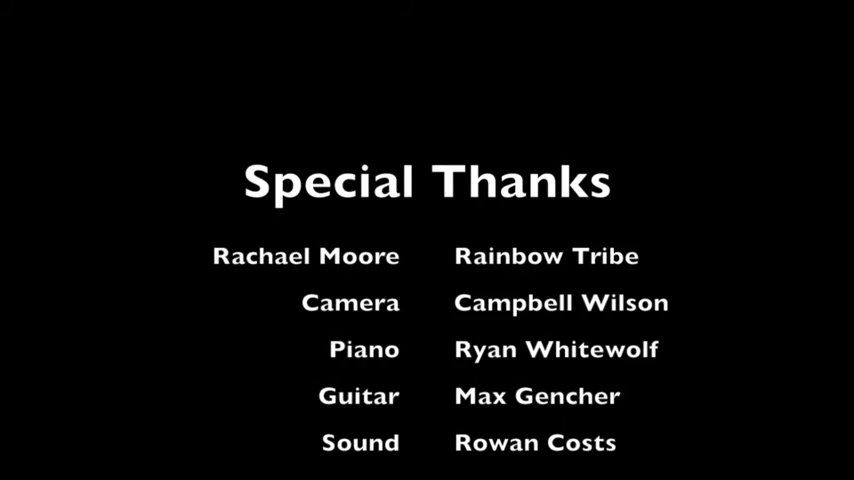 Special Thanks
Rachael Moore Rainbow Tribe
Camera Campbell Wilson
Piano Ryan Whitewolf
Guitar Max Gencher
Sound Rowan Costs